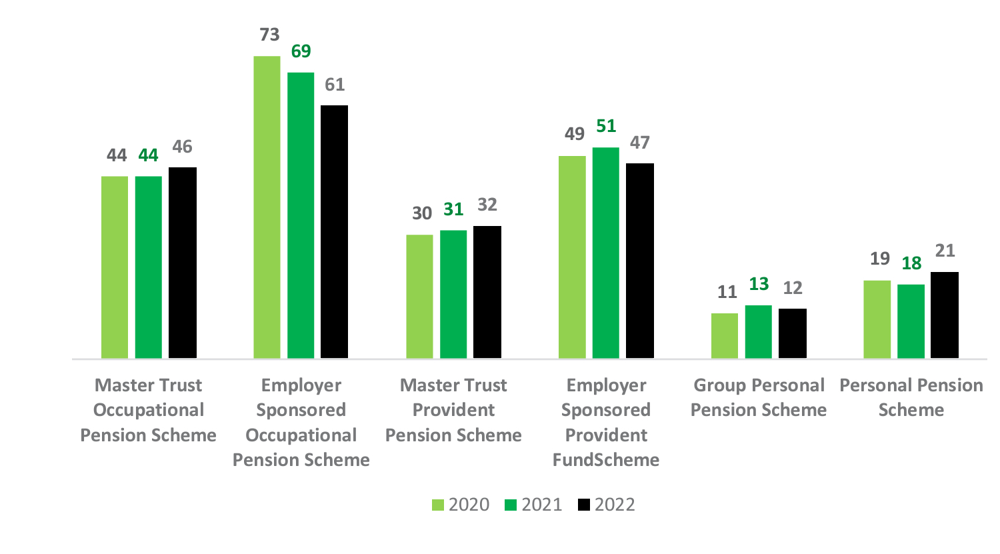 73
69
61
44 44 46
49 51 47
30 31 32
11 13 12
19 18 21
Master Trust
Occupational
Pension Scheme
Employer
Sponsored
Occupational
Pension Scheme
Master Trust
Provident
Pension Scheme
Employer
Sponsored
Provident
FundScheme
Group Personal
Pension Scheme
Personal Pension
Scheme
2020 2021 2022